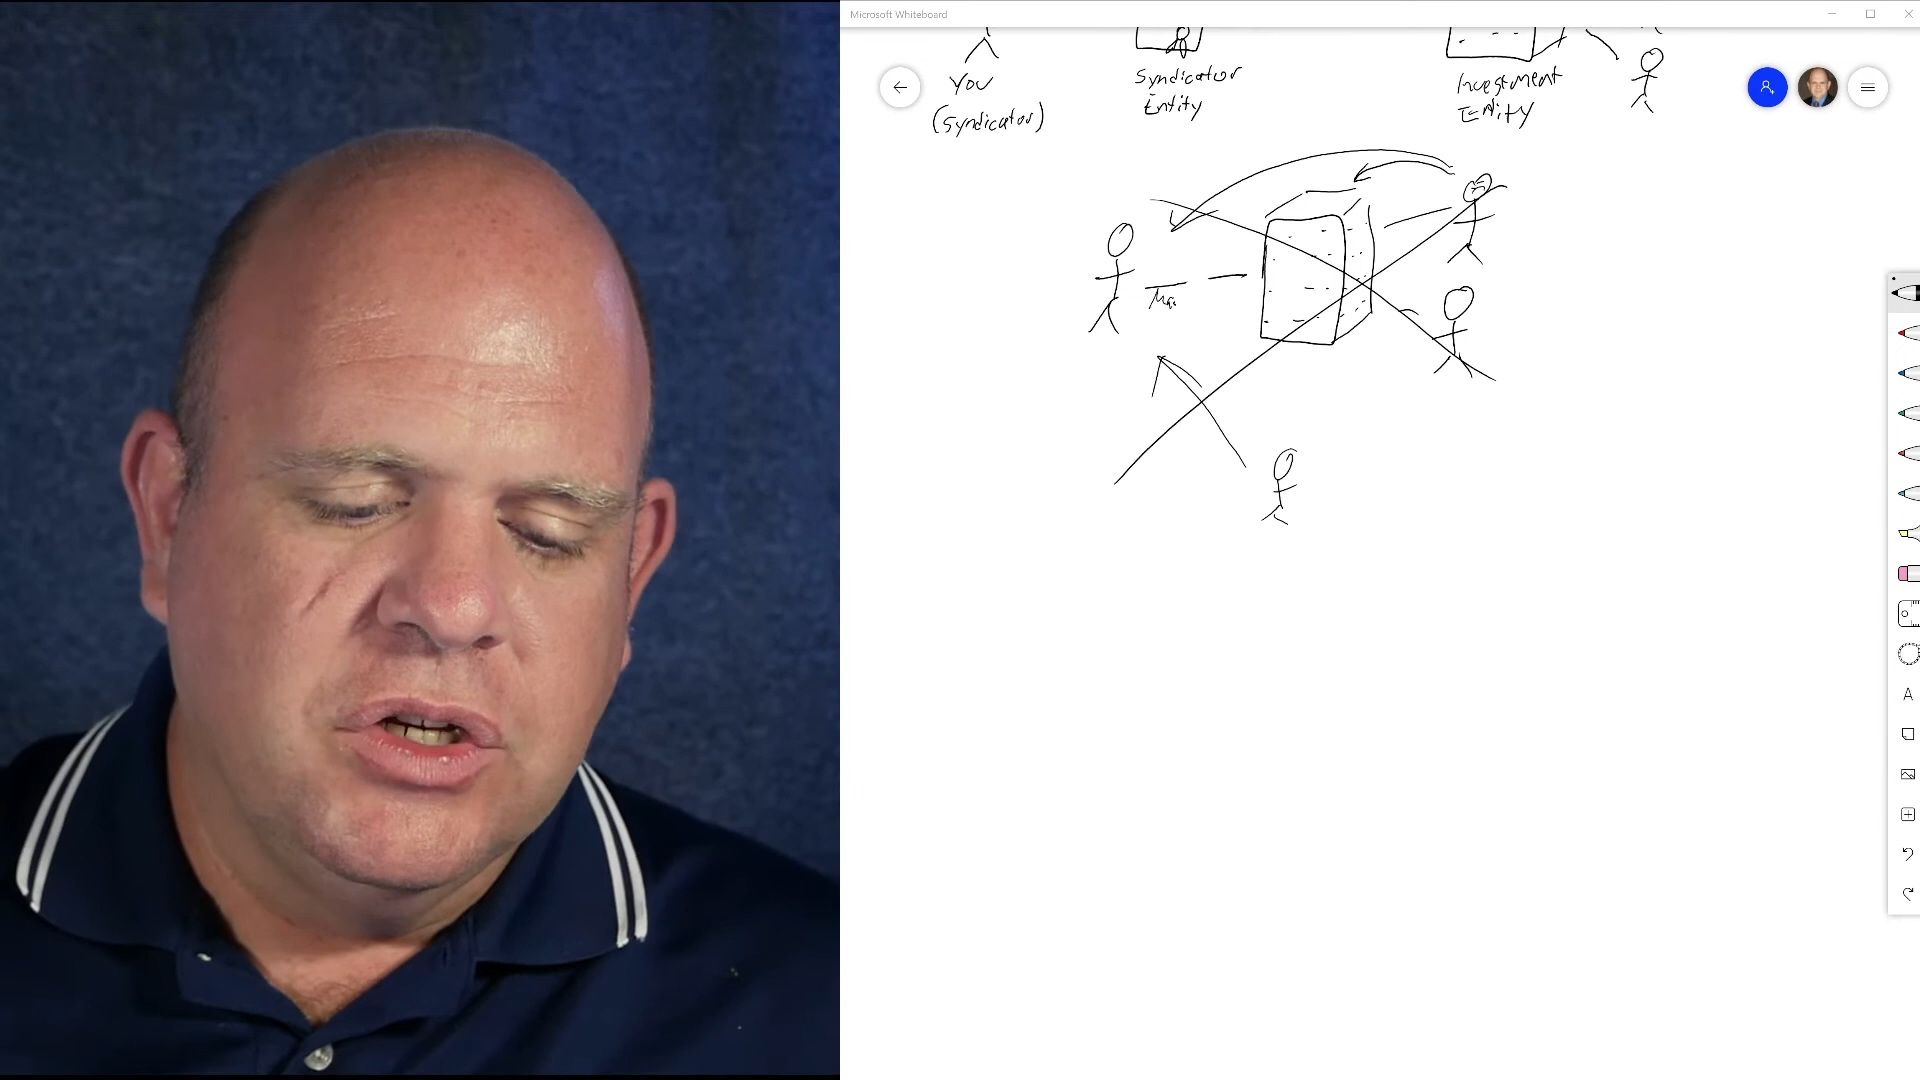 Microsoft Whiteboard
YOU
(Syndicator)
Syndicator
Entity
Investment
Entity
A